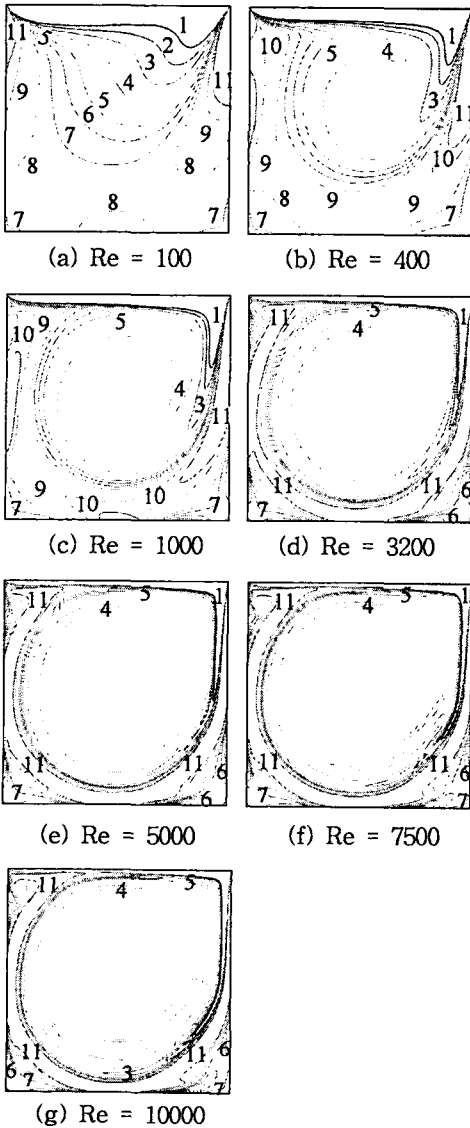 1
11 5 2
3
4
9 6 5 11
7 9
8 8
8
7 7
(a) Re = 100
10 5 4 1
3
11
9 10
8 9 9
7 7
(b) Re = 400
5 1
10 9
4
3
11
9 10 10
7 7
(c) Re = 1000
11 5 1
4
11 11
7 6
6
(d) Re = 3200
11 4 5 1
11 11
7 6
6
(e) Re = 5000
11 4 5 1
11 11
7 6
7
(f) Re = 7500
11 4 5
11 11 6
6 7 3 7
(g) Re = 10000